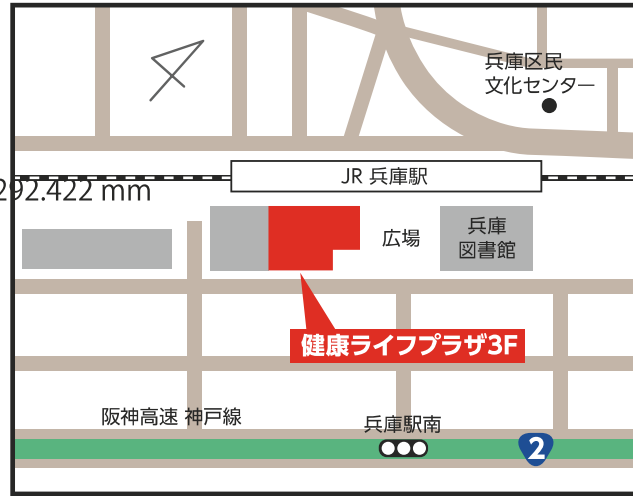 兵庫区民
文化センター
JR 兵庫駅
292.422 mm
広場
兵庫
図書館
健康ライフプラザ3F
阪神高速 神戸線
兵庫駅南
2